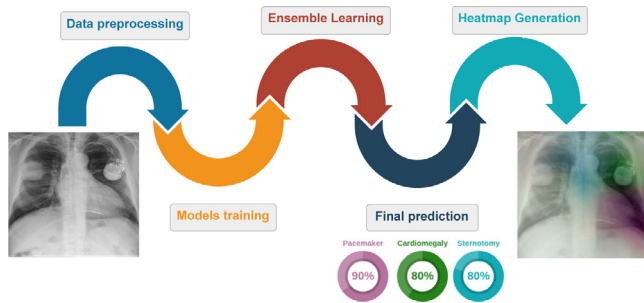 Data preprocessing
Ensemble Learning
Heatmap Generation
Models training
Final prediction
Pacemaker
Cardiomegaly
Sternotomy
90%
80%
80%